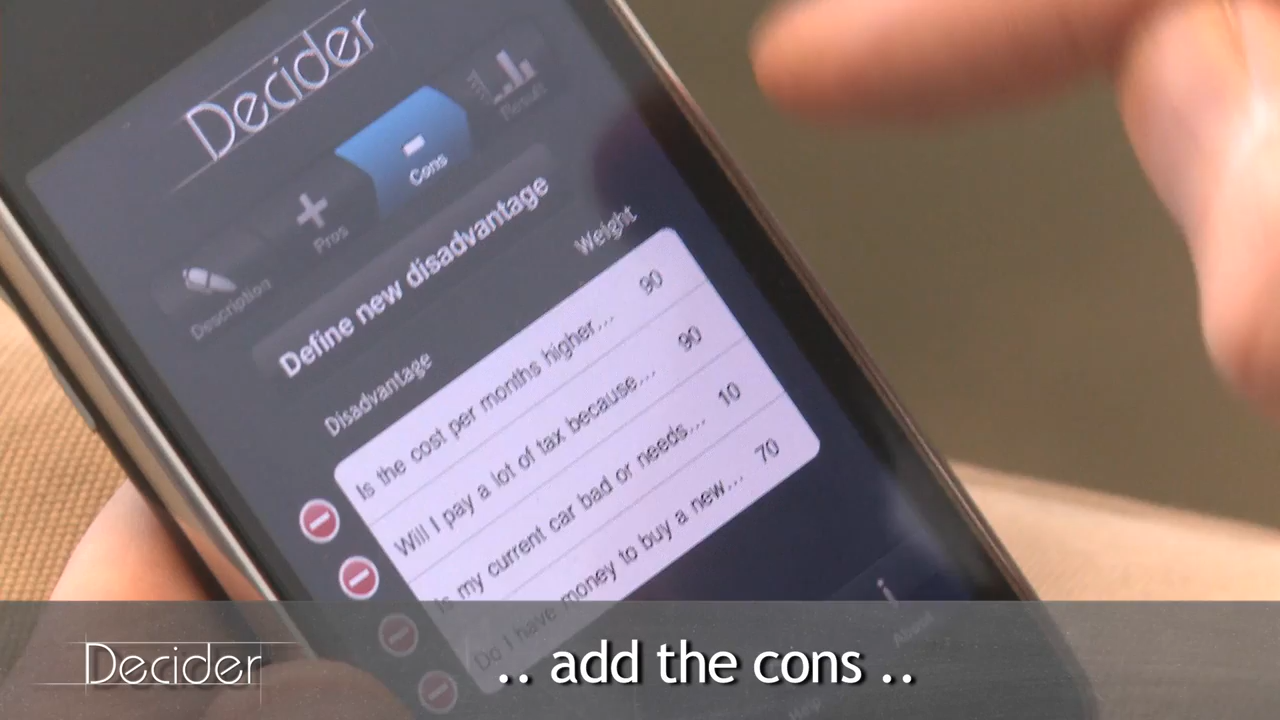 Decider
Description
Pros
Cons
Result
Define new disadvantage
Disadvantage Weight
Is the cost per months higher... 90
Will I pay a lot of tax because... 90
Is my current car bad or needs... 10
Do I have money to buy a new... 70
About
Decider
.. add the cons ..